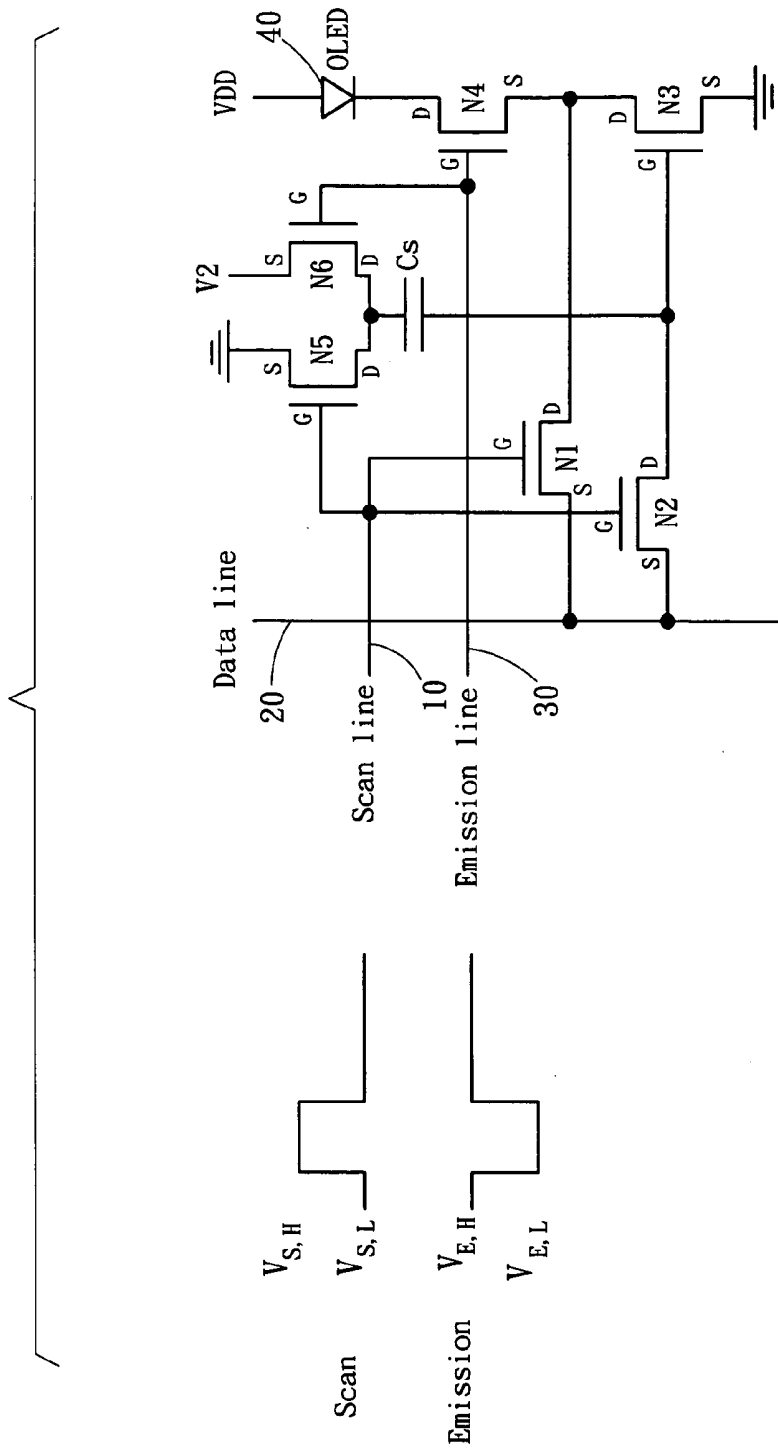 Scan
V_S,H
V_S,L
Emission
V_E,H
V_E,L
Data line
20
Scan line
10
Emission line
30
V2
VDD
40
OLED
S
N5
D
G
S
N6
D
G
Cs
D
N4
G
S
G
N1
S
D
G
N2
S
D
D
N3
G
S